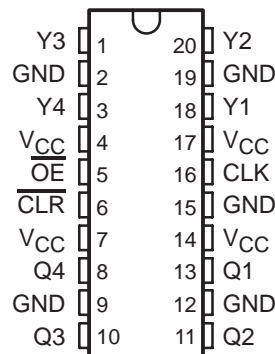 Y3 1 20 Y2
GND 2 19 GND
Y4 3 18 Y1
VCC 4 17 VCC
OE 5 16 CLK
CLR 6 15 GND
VCC 7 14 VCC
Q4 8 13 Q1
GND 9 12 GND
Q3 10 11 Q2